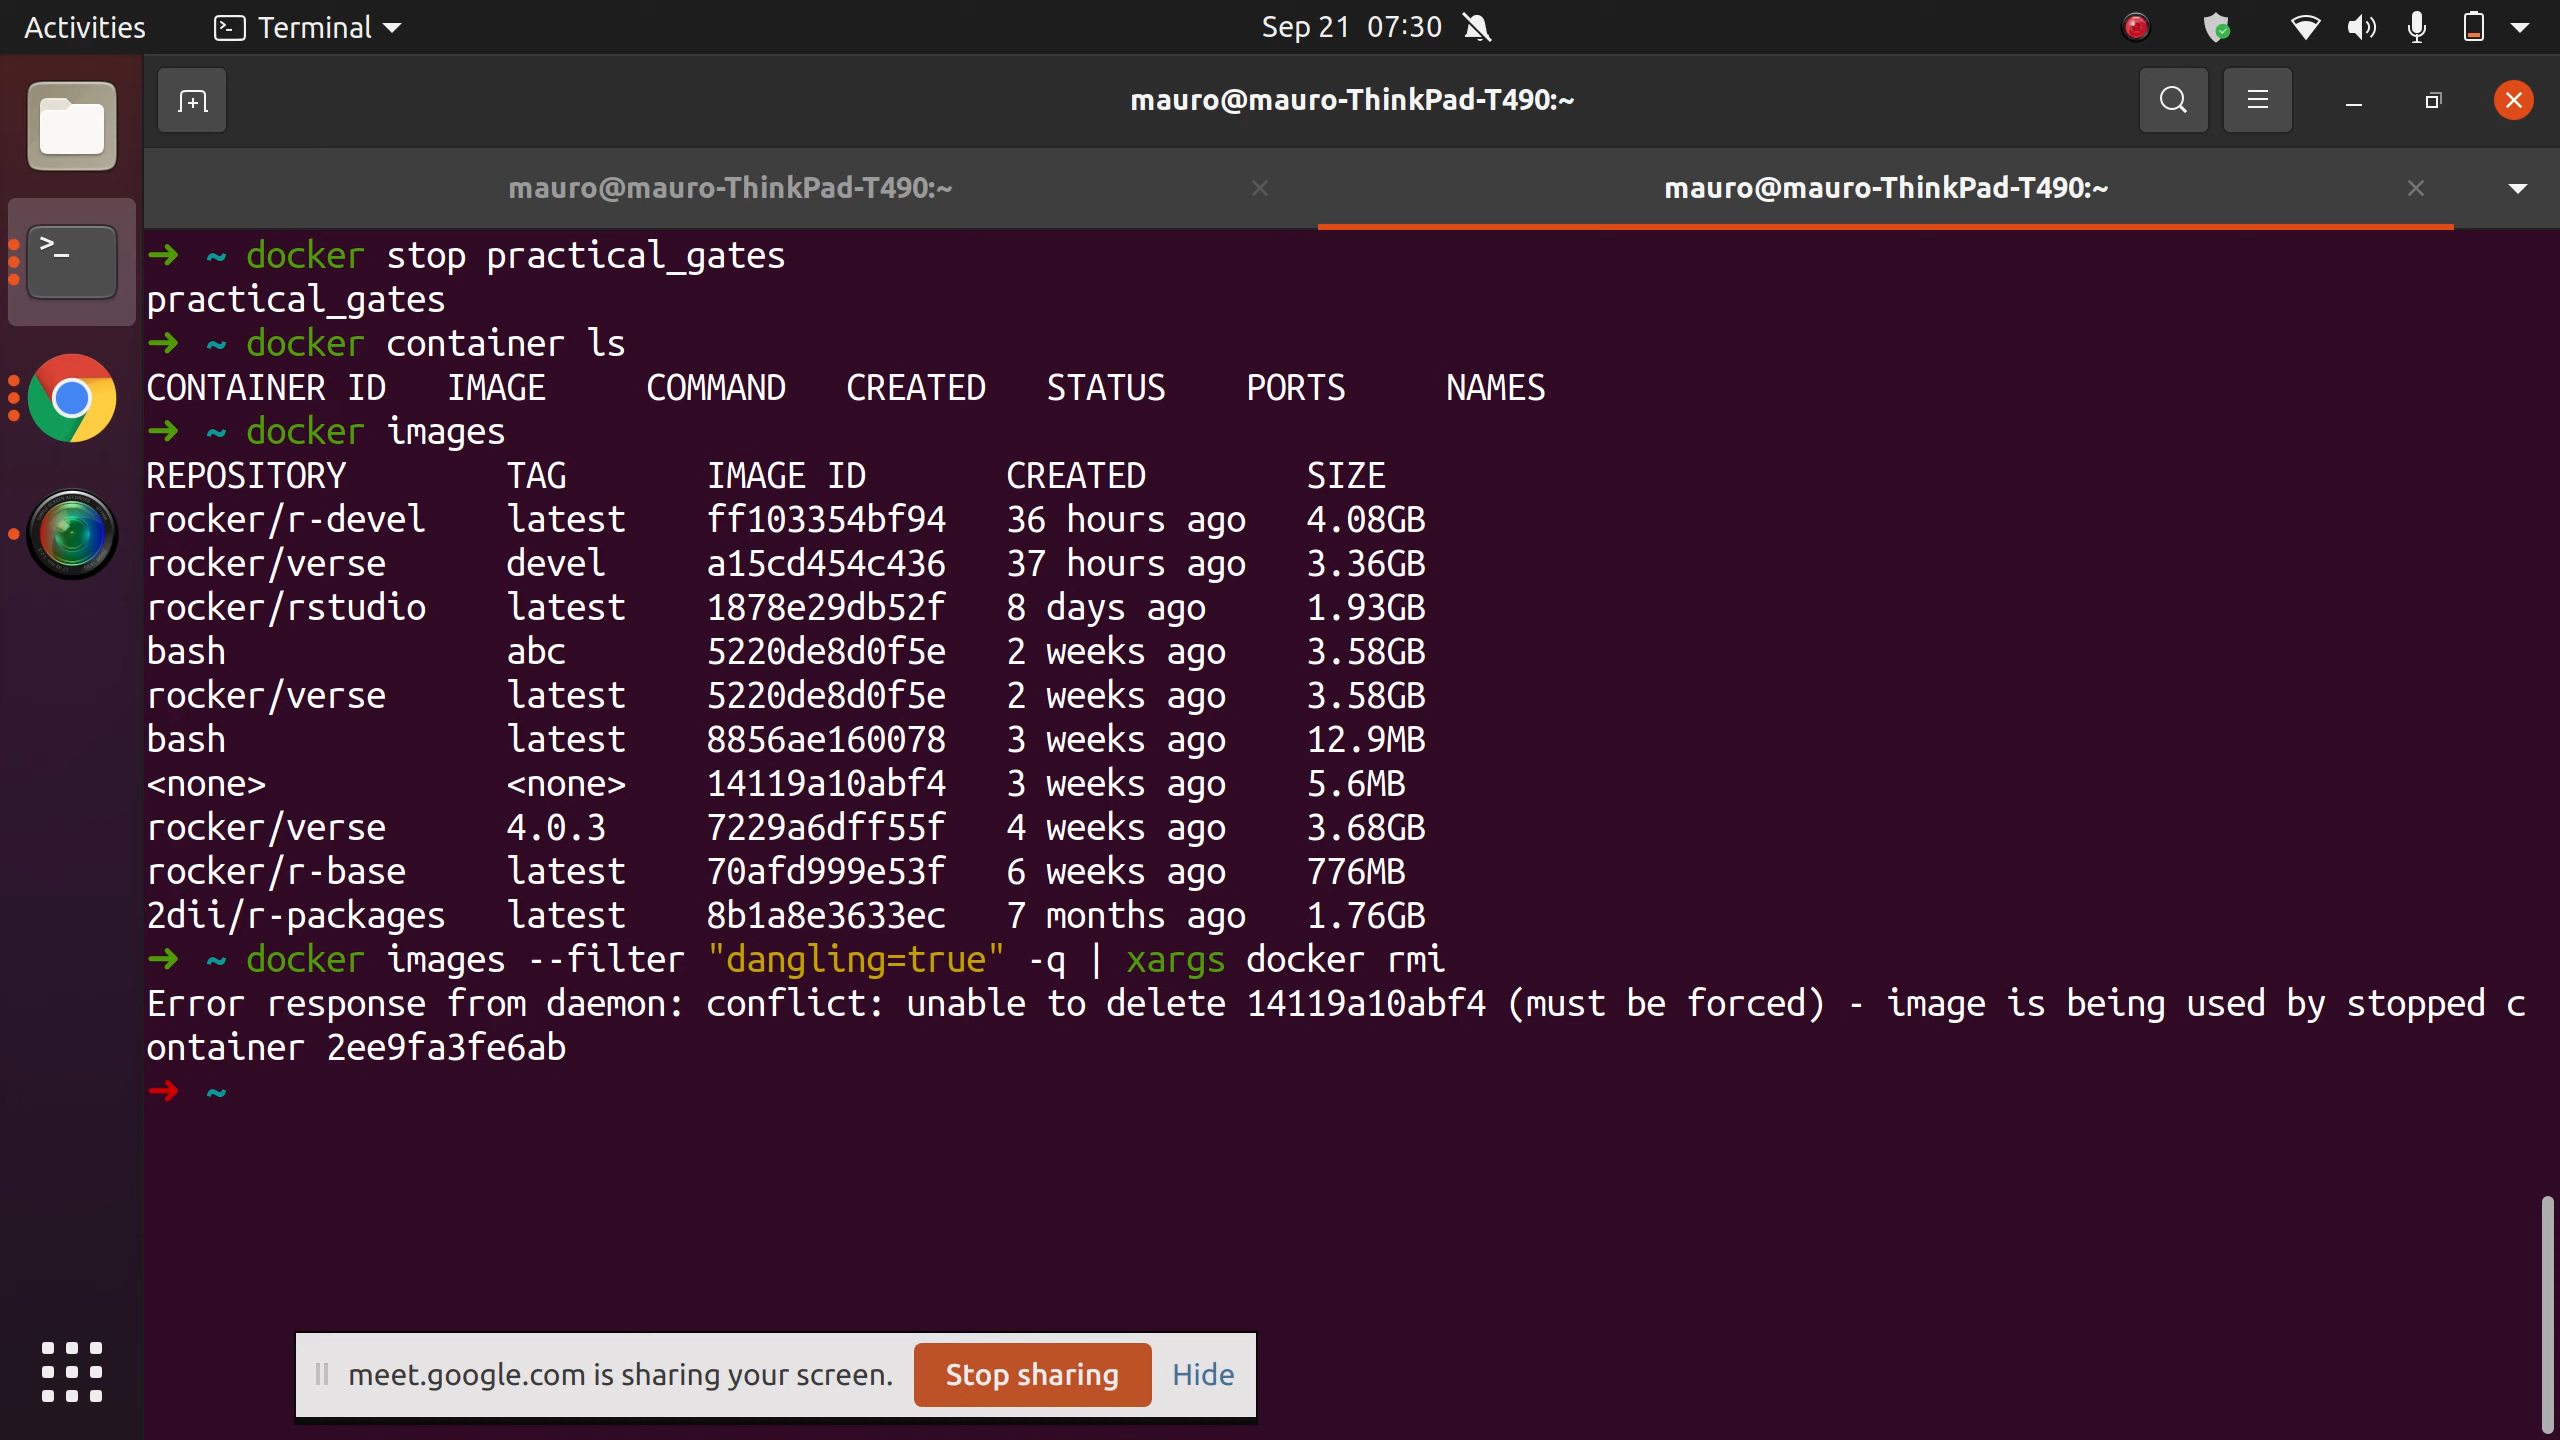 Activities Terminal Sep 21 07:30
mauro@mauro-ThinkPad-T490:~
mauro@mauro-ThinkPad-T490:~ mauro@mauro-ThinkPad-T490:~
➜ ~ docker stop practical_gates
practical_gates
➜ ~ docker container ls
CONTAINER ID IMAGE COMMAND CREATED STATUS PORTS NAMES
➜ ~ docker images
REPOSITORY TAG IMAGE ID CREATED SIZE
rocker/r-devel latest ff103354bf94 36 hours ago 4.08GB
rocker/verse devel a15cd454c436 37 hours ago 3.36GB
rocker/rstudio latest 1878e29db52f 8 days ago 1.93GB
bash abc 5220de8d0f5e 2 weeks ago 3.58GB
rocker/verse latest 5220de8d0f5e 2 weeks ago 3.58GB
bash latest 8856ae160078 3 weeks ago 12.9MB
<none> <none> 14119a10abf4 3 weeks ago 5.6MB
rocker/verse 4.0.3 7229a6dff55f 4 weeks ago 3.68GB
rocker/r-base latest 70afd999e53f 6 weeks ago 776MB
2dii/r-packages latest 8b1a8e3633ec 7 months ago 1.76GB
➜ ~ docker images --filter "dangling=true" -q | xargs docker rmi
Error response from daemon: conflict: unable to delete 14119a10abf4 (must be forced) - image is being used by stopped c
ontainer 2ee9fa3fe6ab
➜ ~
meet.google.com is sharing your screen. Stop sharing Hide